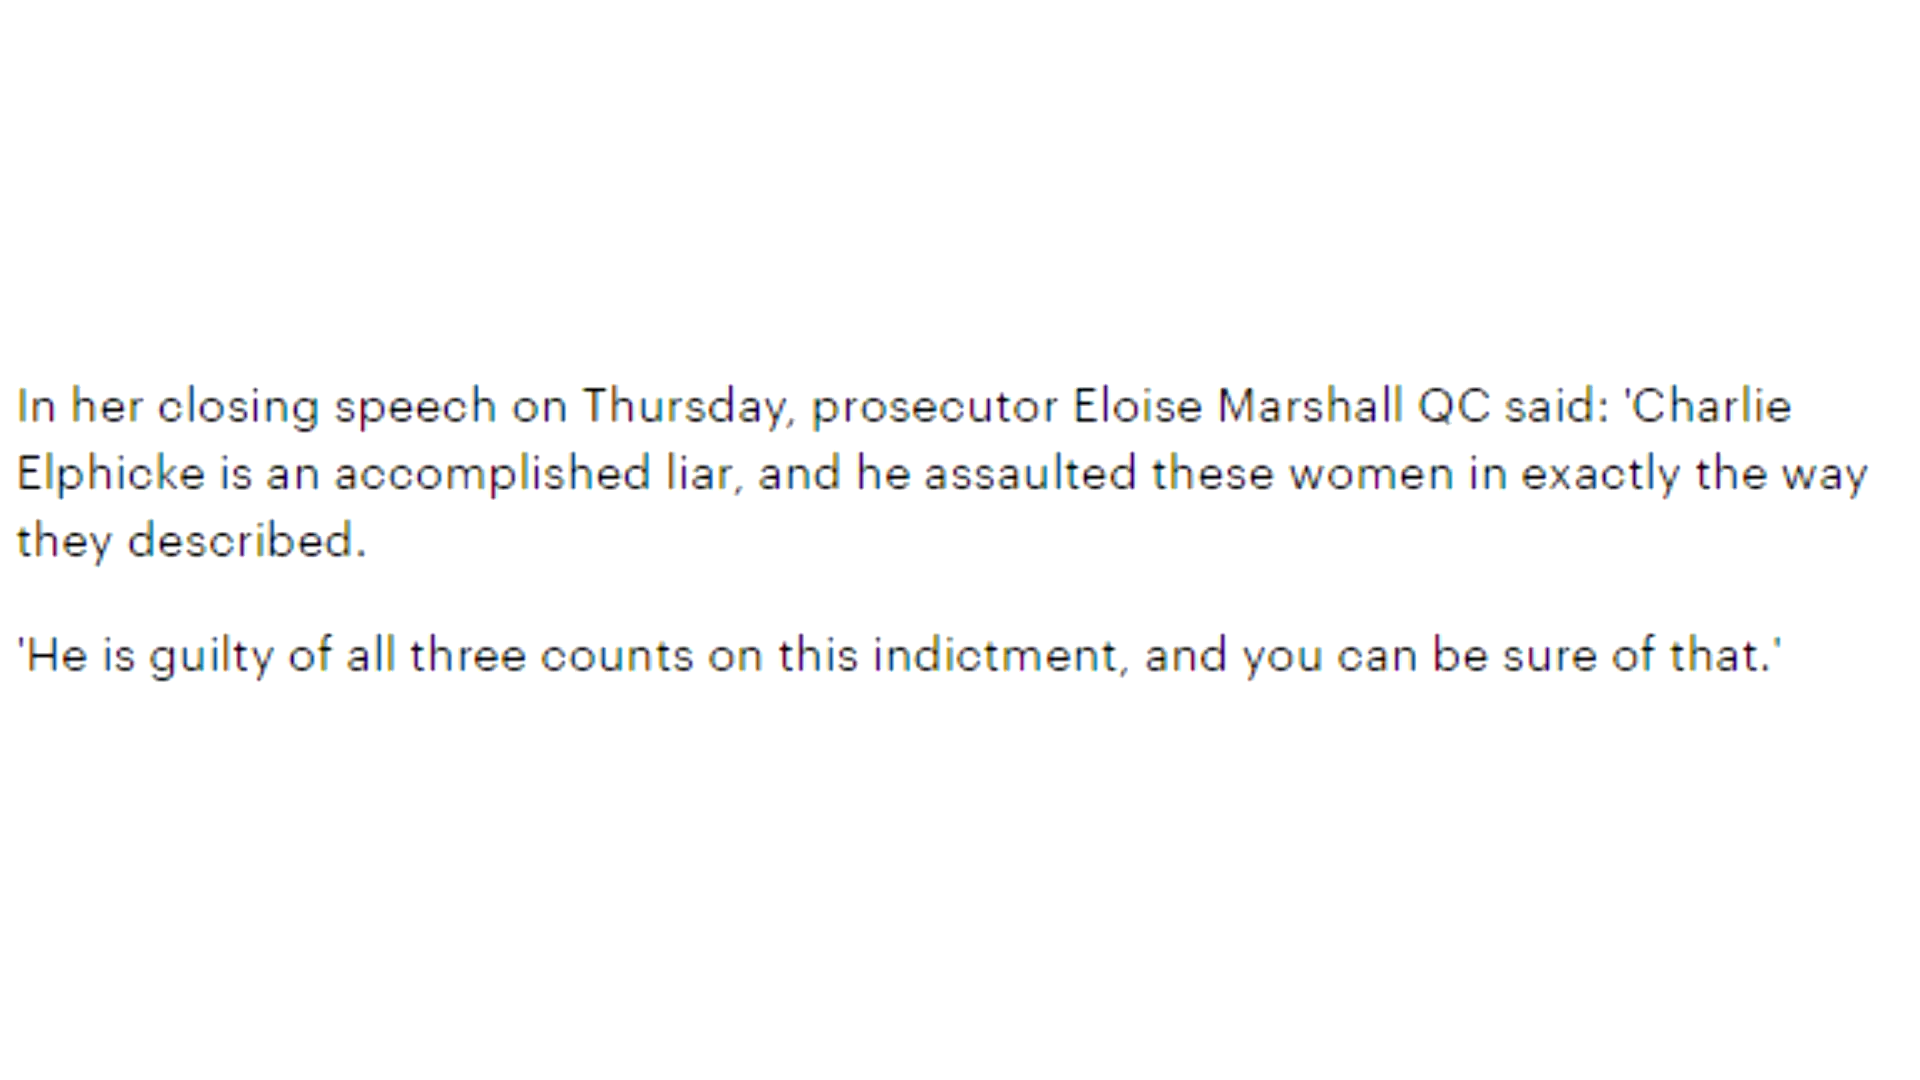 In her closing speech on Thursday, prosecutor Eloise Marshall QC said: 'Charlie
Elphicke is an accomplished liar, and he assaulted these women in exactly the way
they described.
'He is guilty of all three counts on this indictment, and you can be sure of that.'